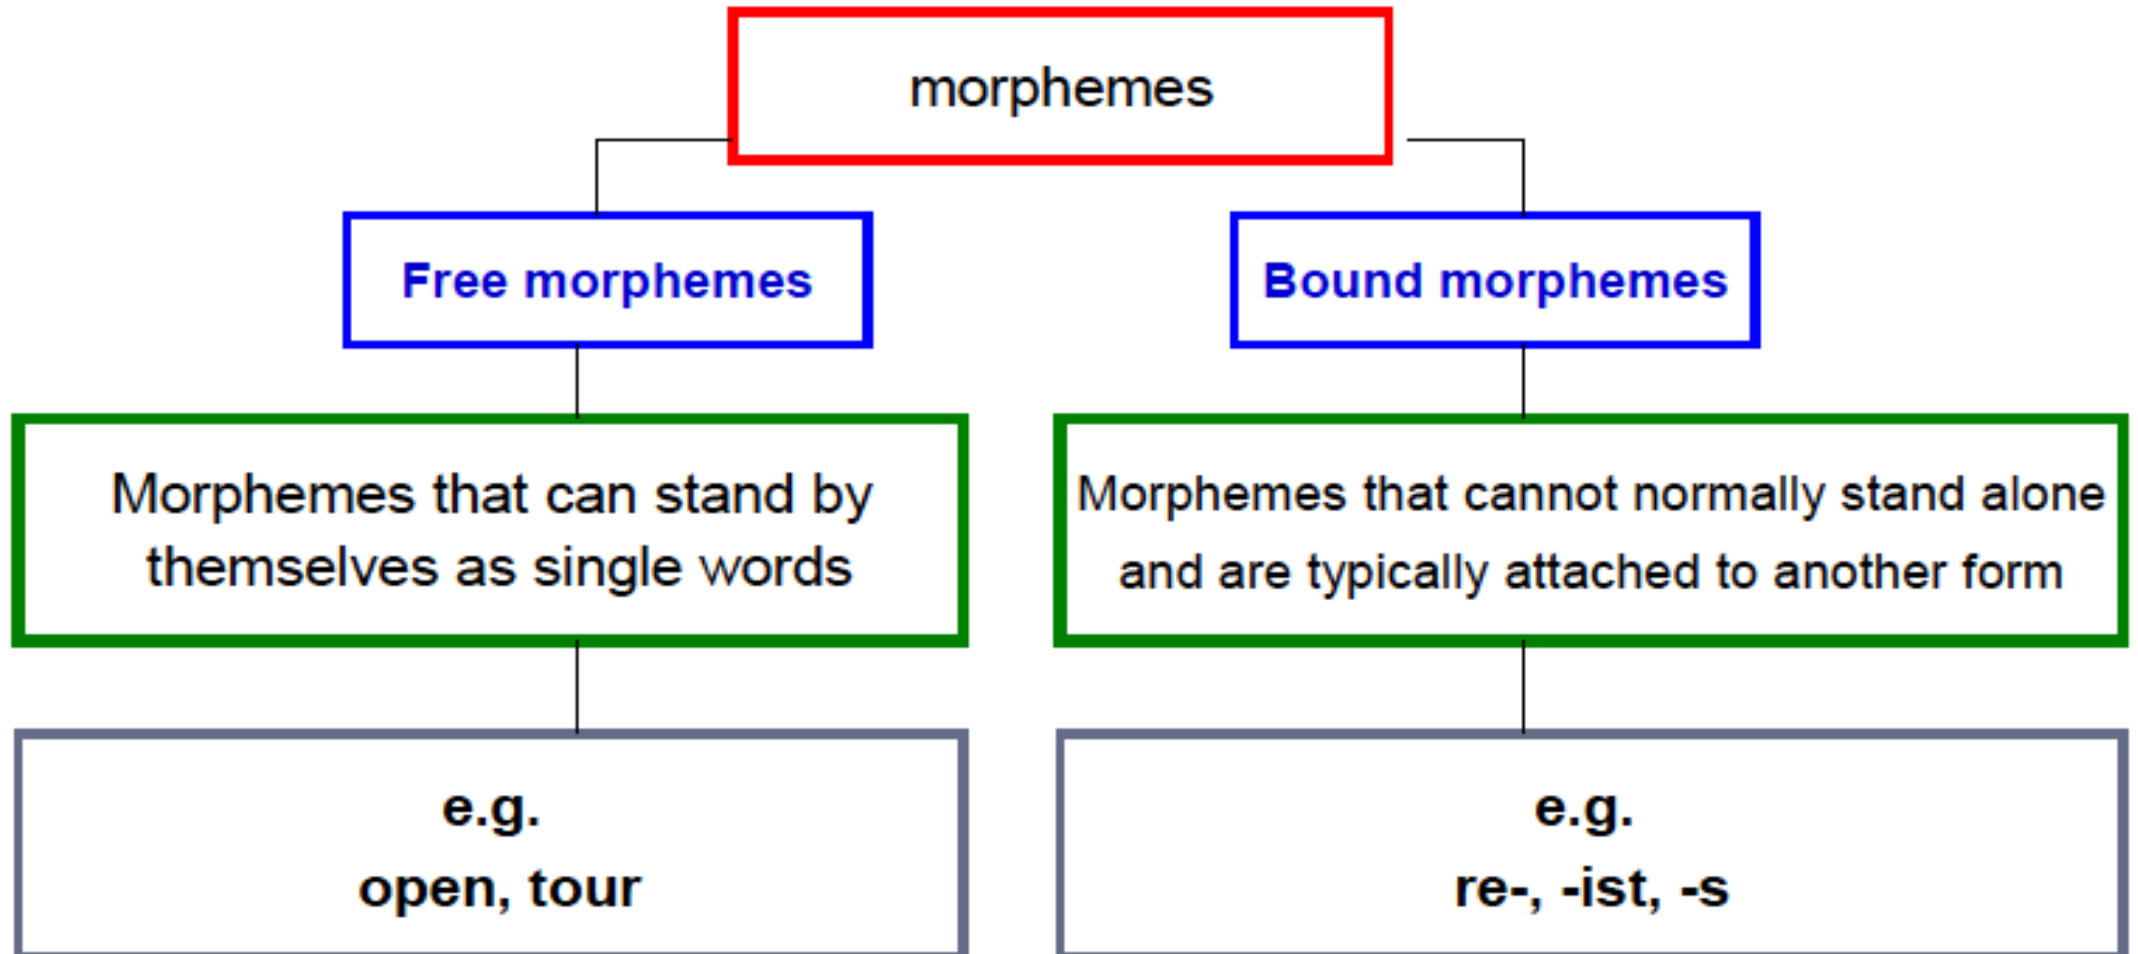 morphemes
Free morphemes
Bound morphemes
Morphemes that can stand by
themselves as single words
Morphemes that cannot normally stand alone
and are typically attached to another form
e.g.
open, tour
e.g.
re-, -ist, -s